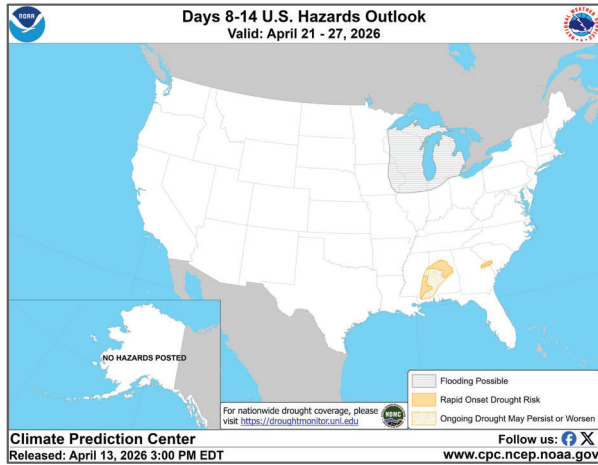 NOAA
Days 8-14 U.S. Hazards Outlook
Valid: April 21 - 27, 2026
NO HAZARDS POSTED
For nationwide drought coverage, please
visit https://droughtmonitor.unl.edu
NDMC
Flooding Possible
Rapid Onset Drought Risk
Ongoing Drought May Persist or Worsen
Climate Prediction Center
Released: April 13, 2026 3:00 PM EDT
Follow us:
www.cpc.ncep.noaa.gov